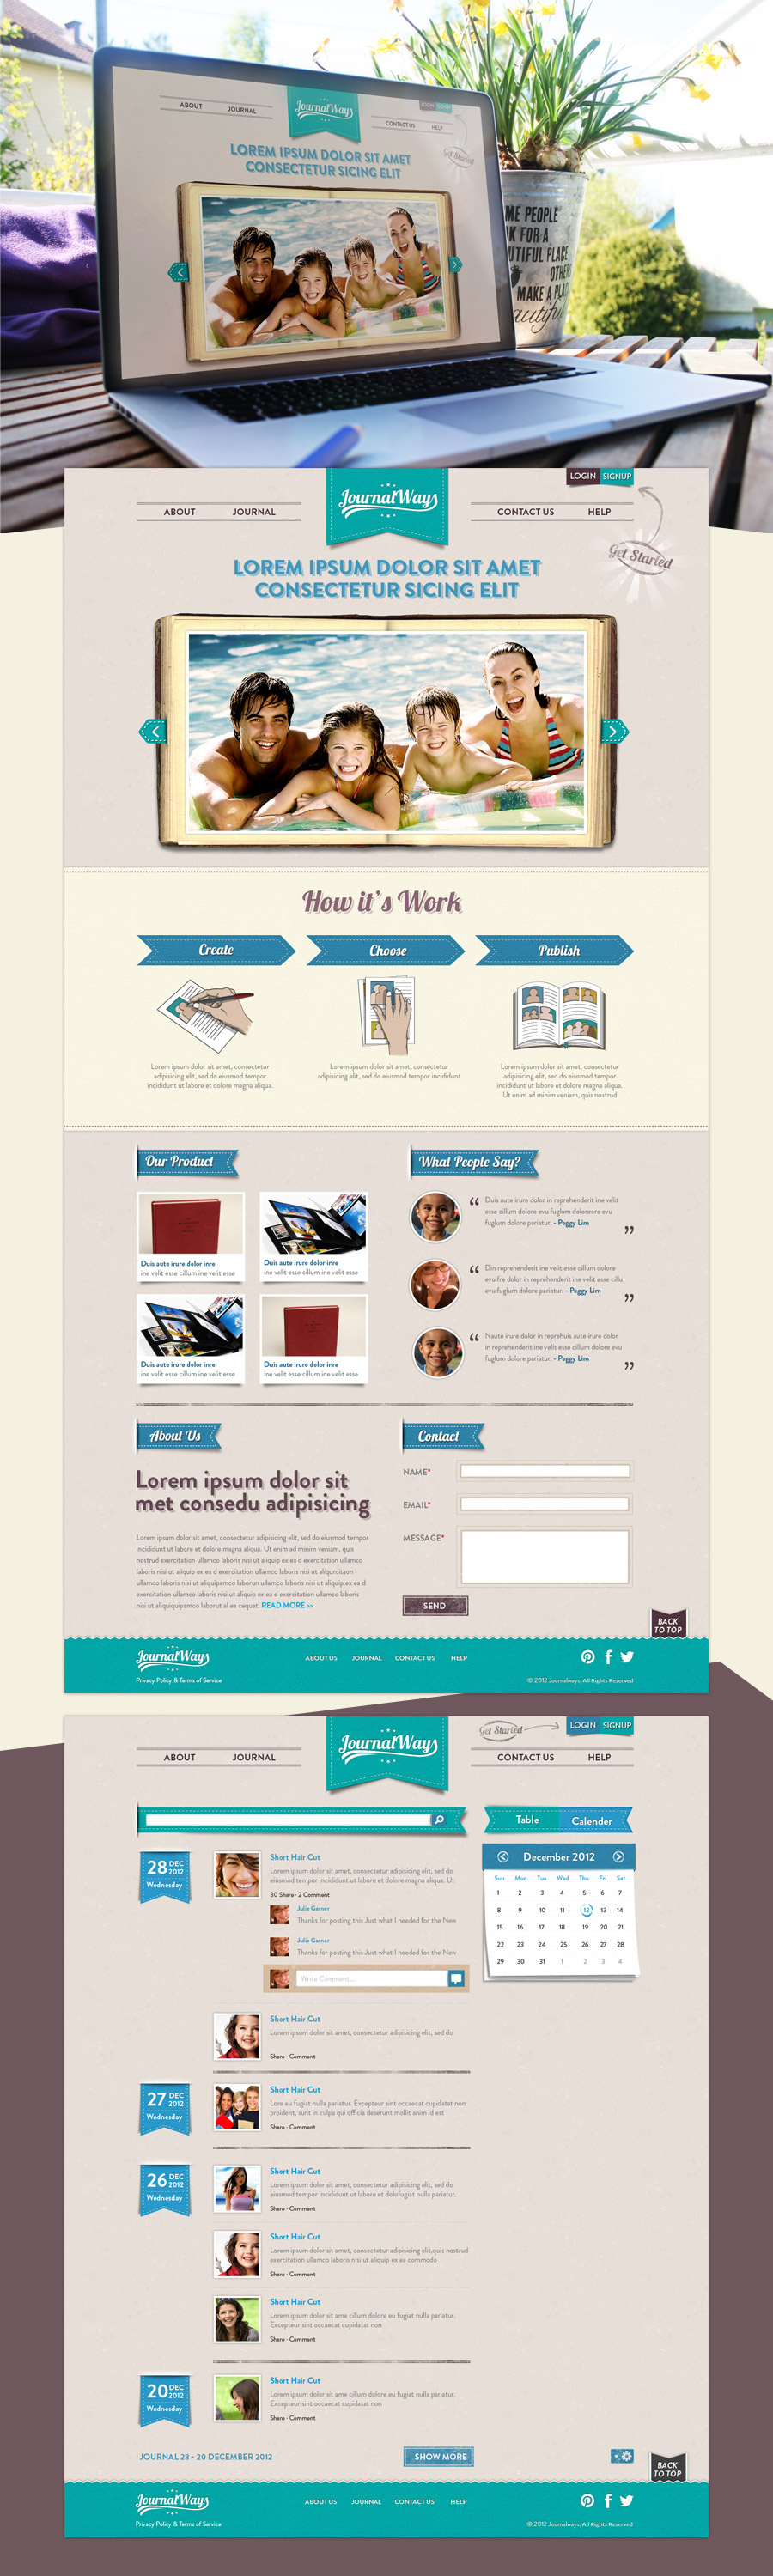 ABOUT
JOURNAL
JournalWays
LOGIN SIGNUP
CONTACT US
HELP
Get Started
LOREM IPSUM DOLOR SIT AMET
CONSECTETUR SICING ELIT
ME PEOPLE
K FOR A
UTIFUL PLACE
OTHER
MAKE A PLAC
autiful
LOGIN SIGNUP
JournalWays
ABOUT JOURNAL
CONTACT US HELP
Get Started
LOREM IPSUM DOLOR SIT AMET
CONSECTETUR SICING ELIT
How it's Work
Create
Choose
Publish
Lorem ipsum dolor sit amet, consectetur
adipisicing elit, sed do eiusmod tempor
incididunt ut labore et dolore magna aliqua.
Lorem ipsum dolor sit amet, consectetur
adipisicing elit, sed do eiusmod tempor incididunt
Lorem ipsum dolor sit amet, consectetur
adipisicing elit, sed do eiusmod tempor
incididunt ut labore et dolore magna aliqua.
Ut enim ad minim veniam, quis nostrud
Our Product
Duis aute irure dolor inre
ine velit esse cillum ine velit esse
Duis aute irure dolor inre
ine velit esse cillum ine velit esse
Duis aute irure dolor inre
ine velit esse cillum ine velit esse
Duis aute irure dolor inre
ine velit esse cillum ine velit esse
What People Say?
“ Duis aute irure dolor in reprehenderit ine velit
esse cillum dolore evu fuglum doloreore evu
fuglum dolore pariatur. - Peggy Lim ”
“ Din reprehenderit ine velit esse cillum dolore
evu fre dolor in reprehenderit ine velit esse cillu
evu fuglum dolore pariatur. - Peggy Lim ”
“ Naute irure dolor in reprehuis aute irure dolor
in reprehenderit ine velit esse cillum dolore evu
fuglum dolore pariatur. - Peggy Lim ”
About Us
Lorem ipsum dolor sit
met consedu adipisicing
Lorem ipsum dolor sit amet, consectetur adipisicing elit, sed do eiusmod tempor
incididunt ut labore et dolore magna aliqua. Ut enim ad minim veniam, quis
nostrud exercitation ullamco laboris nisi ut aliquip ex ea d exercitation ullamco
laboris nisi ut aliquip ex ea d exercitation ullamco laboris nisi ut aliqurcitaon
ullamco laboris nisi ut aliquipamco laborun ullamco laboris nisi ut aliquip ex ea d
exercitation ullamco laboris nisi ut aliquip ex ea d exercitation ullamco laboris
nisi ut aliquiquipamco laborut al ex cequat. READ MORE >>
Contact
NAME*
EMAIL*
MESSAGE*
SEND
BACK
TO TOP
JournalWays
Privacy Policy & Terms of Service
ABOUT US JOURNAL CONTACT US HELP
© 2012 Journalways, All Rights Reserved
JournalWays
Get Started
LOGIN SIGNUP
ABOUT JOURNAL
CONTACT US HELP
Table Calender
December 2012
Sun Mon Tue Wed Thu Fri Sat
1 2 3 4 5 6 7
8 9 10 11 12 13 14
15 16 17 18 19 20 21
22 23 24 25 26 27 28
29 30 31 1 2 3 4
28 DEC 2012
Wednesday
Short Hair Cut
Lorem ipsum dolor sit amet, consectetur adipisicing elit, sed do
eiusmod tempor incididunt ut labore et dolore magna aliqua. Ut
30 Share · 2 Comment
Julie Garner
Thanks for posting this Just what I needed for the New
Julie Garner
Thanks for posting this Just what I needed for the New
Write Comment...
Short Hair Cut
Lorem ipsum dolor sit amet, consectetur adipisicing elit, sed do
Share · Comment
27 DEC 2012
Wednesday
Short Hair Cut
Lore eu fugiat nulla pariatur. Excepteur sint occaecat cupidatat non
proident, sunt in culpa qui officia deserunt mollit anim id est
Share · Comment
26 DEC 2012
Wednesday
Short Hair Cut
Lorem ipsum dolor sit amet, consectetur adipisicing elit, sed do
eiusmod tempor incididunt ut labore et dolofugiat nulla pariatur.
Share · Comment
Short Hair Cut
Lorem ipsum dolor sit amet, consectetur adipisicing elit,quis nostrud
exercitation ullamco laboris nisi ut aliquip ex ea commodo
Share · Comment
Short Hair Cut
Lorem ipsum dolor sit ame cillum dolore eu fugiat nulla pariatur.
Excepteur sint occaecat cupidatat non
Share · Comment
20 DEC 2012
Wednesday
Short Hair Cut
Lorem ipsum dolor sit ame cillum dolore eu fugiat nulla pariatur.
Excepteur sint occaecat cupidatat non
Share · Comment
JOURNAL 28 - 20 DECEMBER 2012
SHOW MORE
BACK
TO TOP
JournalWays
Privacy Policy & Terms of Service
ABOUT US JOURNAL CONTACT US HELP
© 2012 Journalways, All Rights Reserved